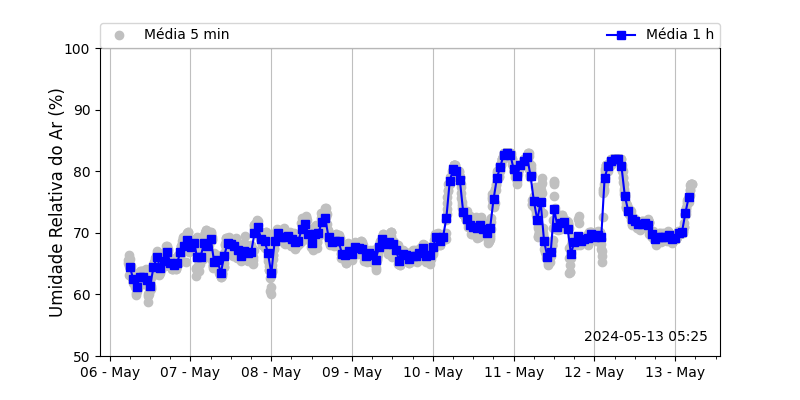 Média 5 min
Média 1 h
Umidade Relativa do Ar (%)
100
90
80
70
60
50
2024-05-13 05:25
06 - May
07 - May
08 - May
09 - May
10 - May
11 - May
12 - May
13 - May